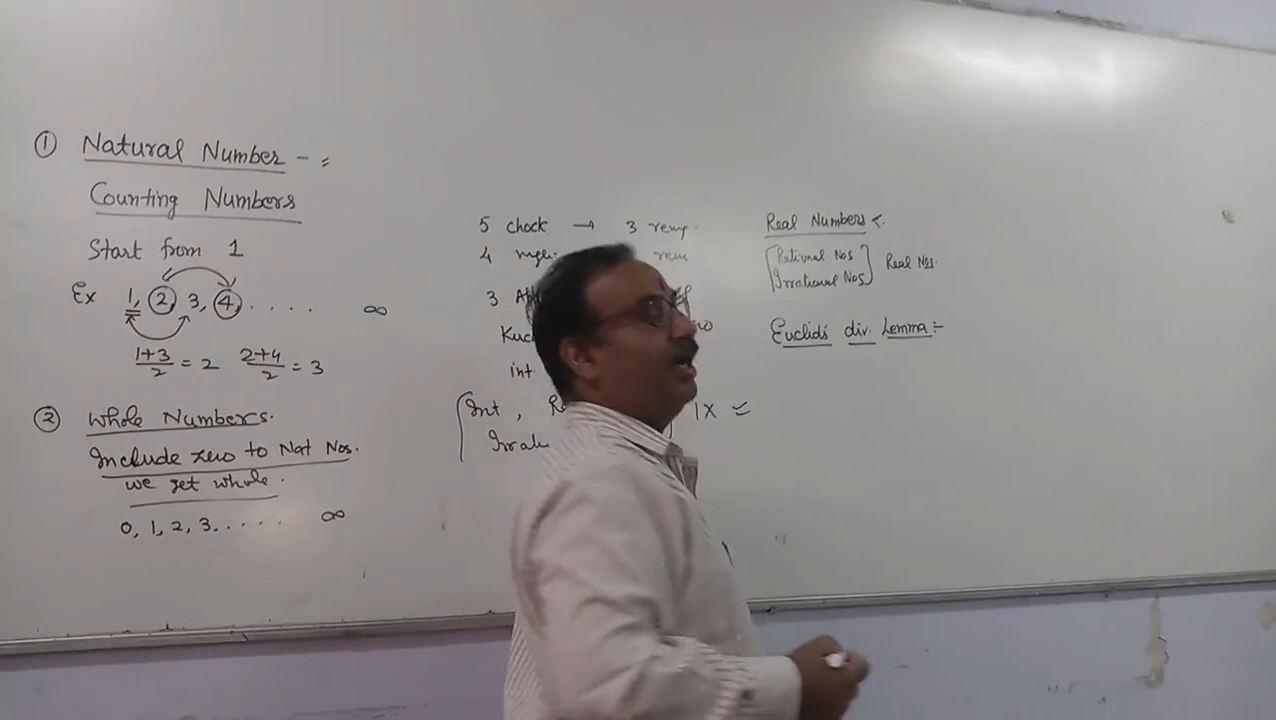 ① Natural Number - =
Counting Numbers
Start from 1
Ex 1, 2, 3, 4, . . . . ∞
1+3/2 = 2 2+4/2 = 3
② Whole Numbers.
Include zero to Nat Nos.
we get whole.
0, 1, 2, 3. . . . . ∞
5 chock → 3
4
3
Int ,
1X
Real Numbers
Rational Nos
Irrational Nos
Real Nos.
Euclid's div. Lemma :-